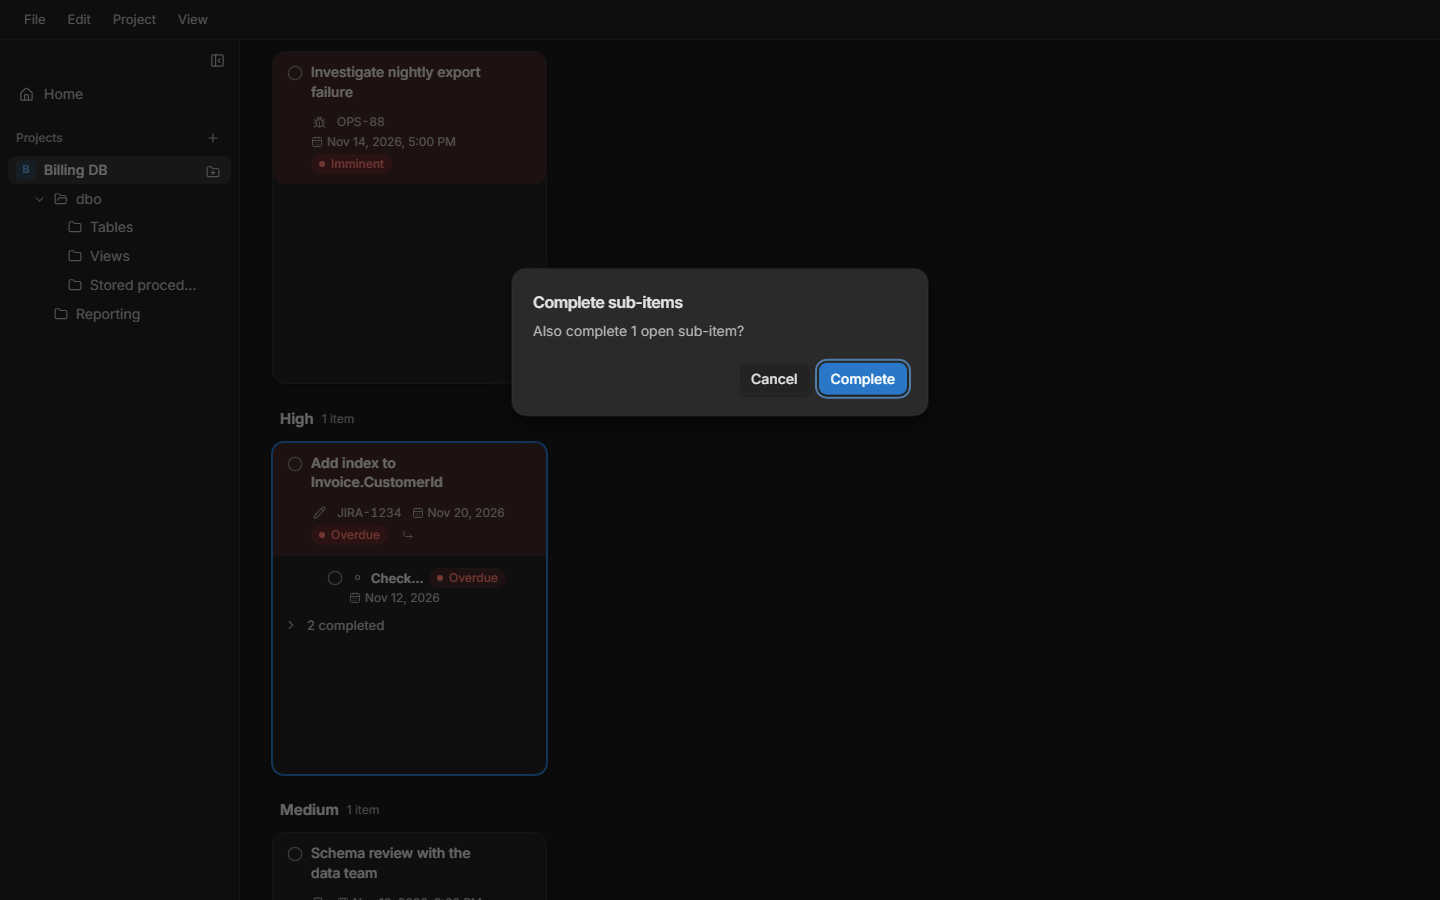 File Edit Project View
Home
Projects
B Billing DB
dbo
Tables
Views
Stored proced...
Reporting
Investigate nightly export
failure
OPS-88
Nov 14, 2026, 5:00 PM
Imminent
Complete sub-items
Also complete 1 open sub-item?
Cancel Complete
High 1 item
Add index to
Invoice.CustomerId
JIRA-1234 Nov 20, 2026
Overdue
Check... Overdue
Nov 12, 2026
2 completed
Medium 1 item
Schema review with the
data team